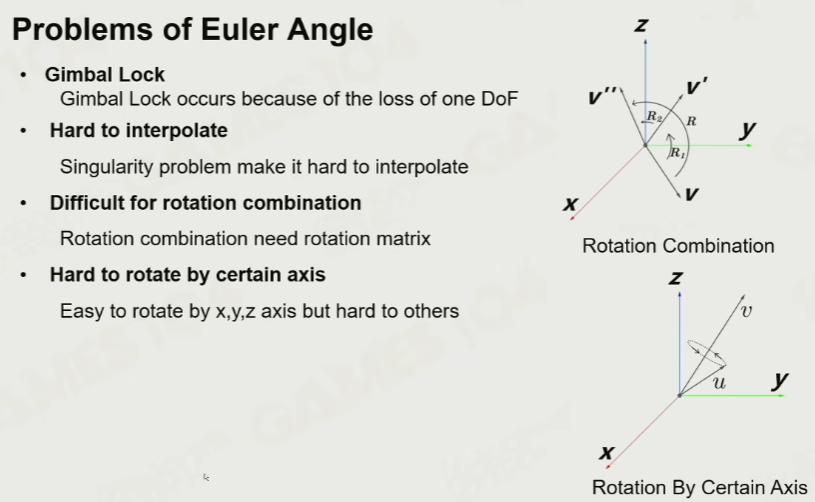 Problems of Euler Angle
• Gimbal Lock
Gimbal Lock occurs because of the loss of one DoF
• Hard to interpolate
Singularity problem make it hard to interpolate
• Difficult for rotation combination
Rotation combination need rotation matrix
• Hard to rotate by certain axis
Easy to rotate by x,y,z axis but hard to others
z
v''
v'
R₂
R
y
R₁
v
x
Rotation Combination
z
v
u
y
x
Rotation By Certain Axis